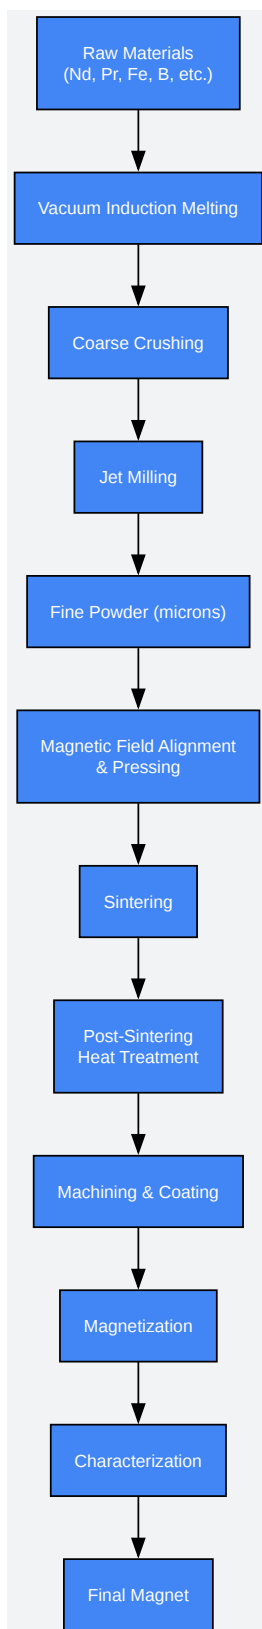 Raw Materials
(Nd, Pr, Fe, B, etc.)
Vacuum Induction Melting
Coarse Crushing
Jet Milling
Fine Powder (microns)
Magnetic Field Alignment
& Pressing
Sintering
Post-Sintering
Heat Treatment
Machining & Coating
Magnetization
Characterization
Final Magnet